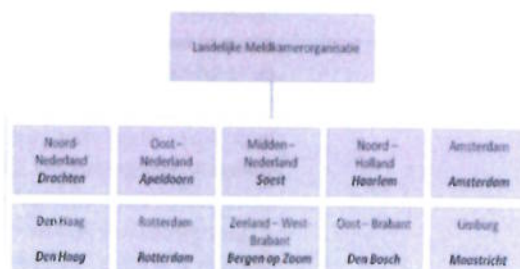 Landelijke Meldkamerorganisatie
Noord-
Nederland
Drachten
Oost –
Nederland
Apeldoorn
Midden –
Nederland
Soest
Noord –
Holland
Haarlem
Amsterdam
Amsterdam
Den Haag
Den Haag
Rotterdam
Rotterdam
Zeeland – West-
Brabant
Bergen op Zoom
Oost – Brabant
Den Bosch
Limburg
Maastricht